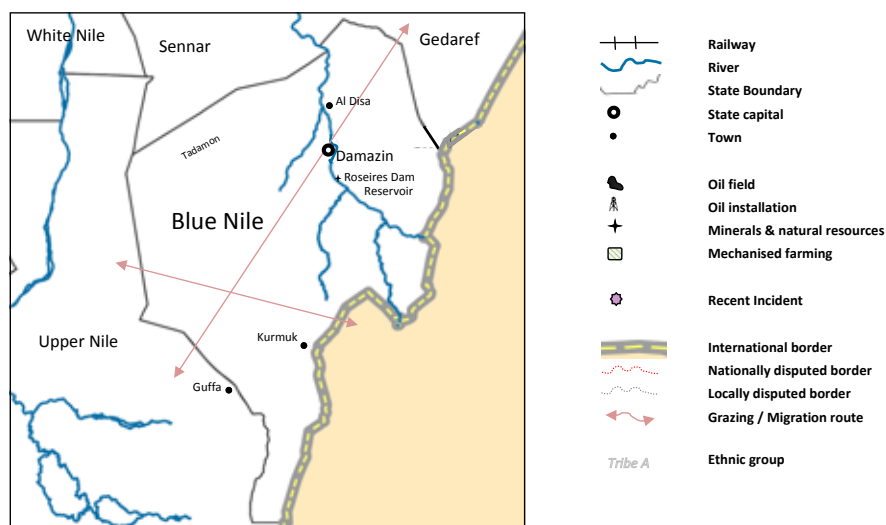 White Nile
Sennar
Gedaref
Al Disa
Tadamon
Damazin
Roseires Dam
Reservoir
Blue Nile
Upper Nile
Kurmuk
Guffa
Railway
River
State Boundary
State capital
Town
Oil field
Oil installation
Minerals & natural resources
Mechanised farming
Recent Incident
International border
Nationally disputed border
Locally disputed border
Grazing / Migration route
Tribe A
Ethnic group